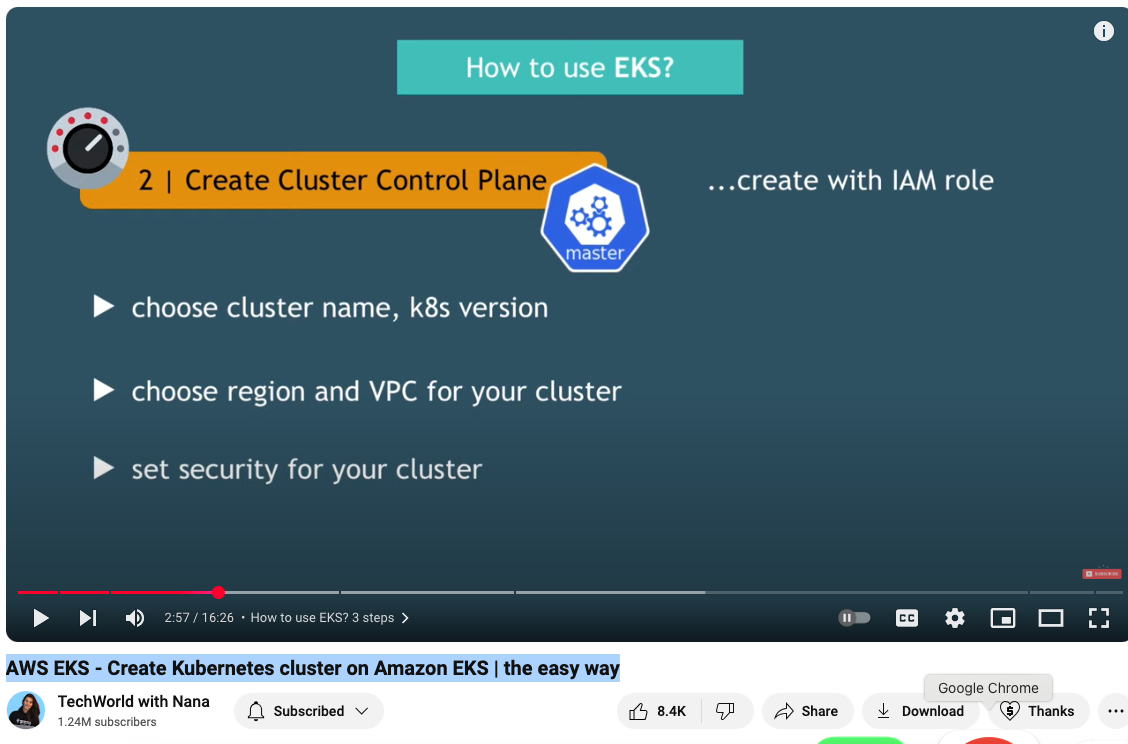 How to use EKS?
2 | Create Cluster Control Plane
...create with IAM role
master
choose cluster name, k8s version
choose region and VPC for your cluster
set security for your cluster
SUBSCRIBE
2:57 / 16:26 • How to use EKS? 3 steps
CC
AWS EKS - Create Kubernetes cluster on Amazon EKS | the easy way
Google Chrome
TechWorld with Nana
1.24M subscribers
Subscribed
8.4K
Share
Download
Thanks